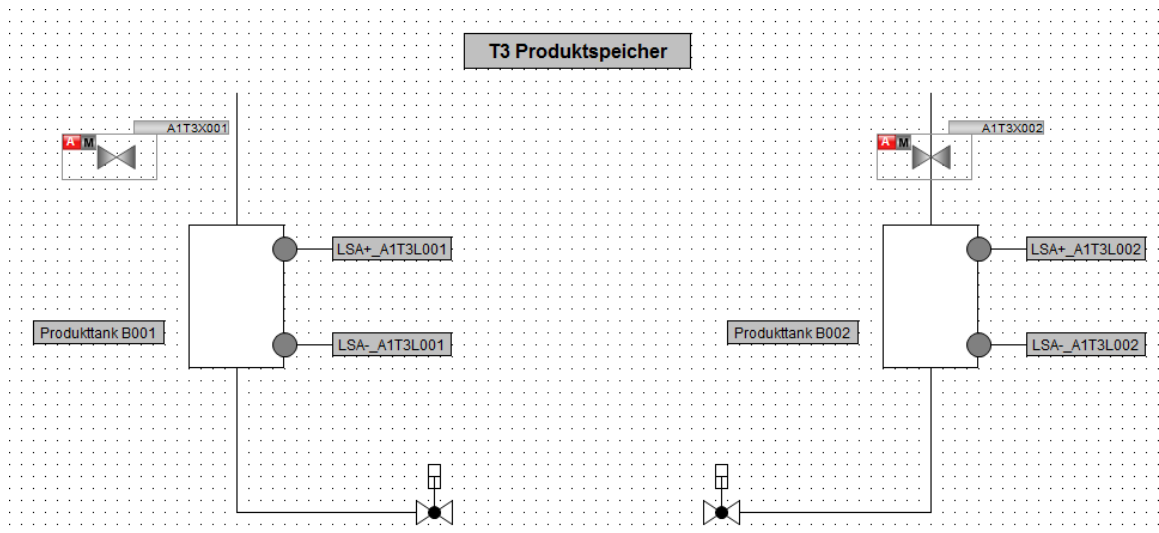 T3 Produktspeicher
A1T3X001
A M
A1T3X002
A M
LSA+_A1T3L001
LSA+_A1T3L002
Produkttank B001
LSA-_A1T3L001
Produkttank B002
LSA-_A1T3L002